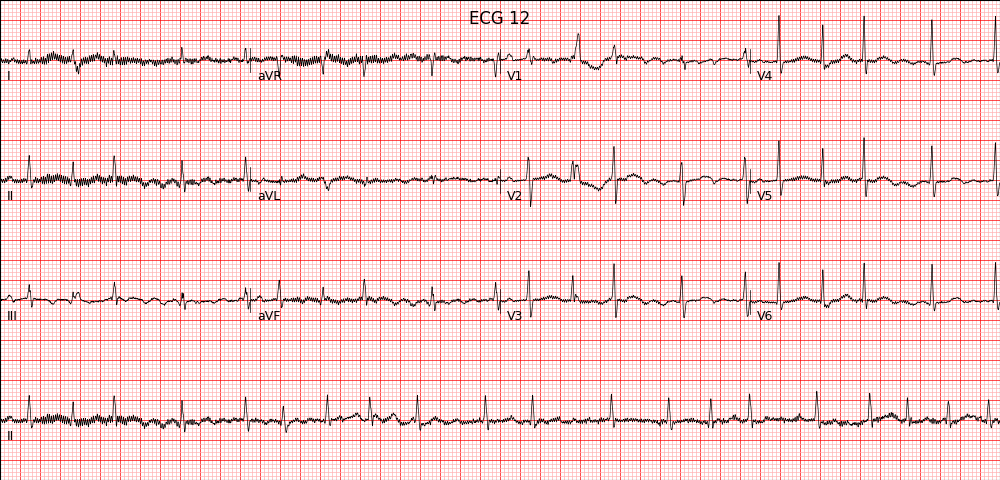 ECG 12
I aVR V1 V4
II aVL V2 V5
III aVF V3 V6
II